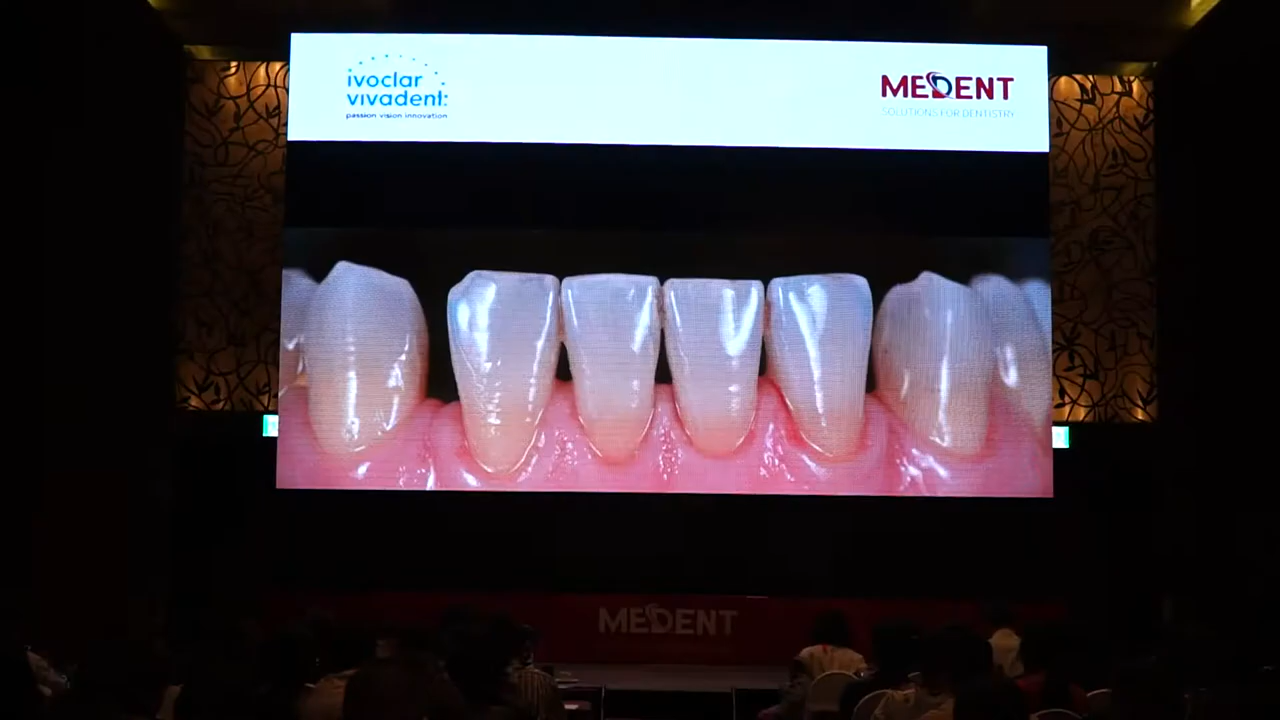 ivoclar
vivadent:
passion vision innovation
MEDENT
SOLUTIONS FOR DENTISTRY
MEDENT